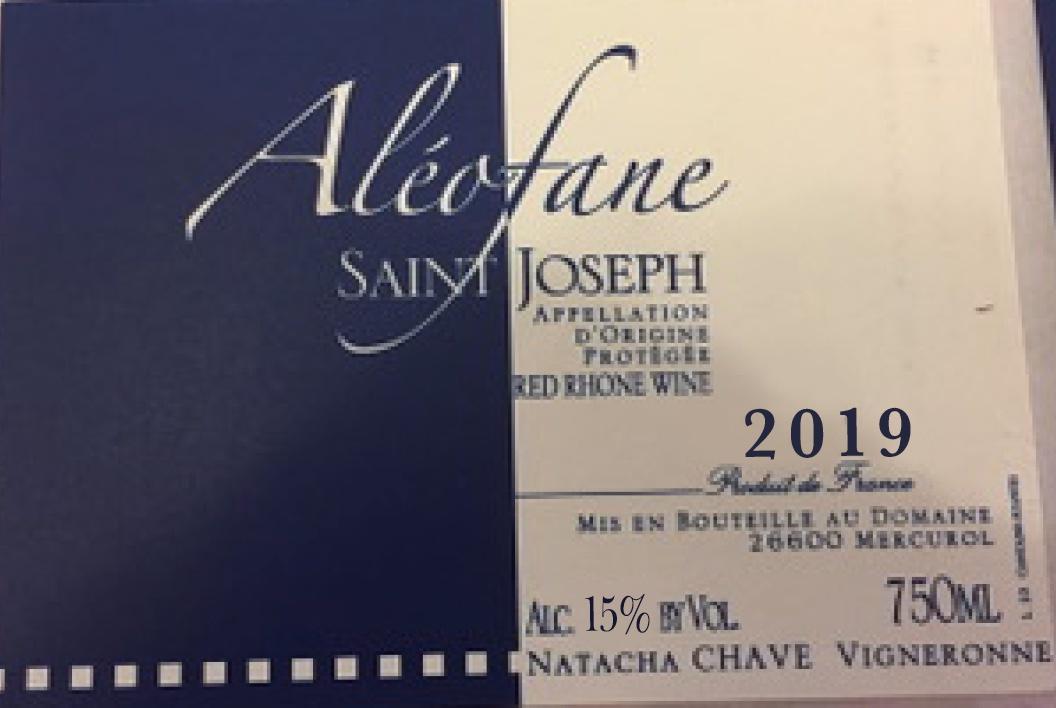 Aléofane
SAINT JOSEPH
APPELLATION
D'ORIGINE
PROTÉGÉE
RED RHONE WINE
2019
Produit de France
MIS EN BOUTEILLE AU DOMAINE
26600 MERCUROL
ALC. 15% BY VOL.
750ML
NATACHA CHAVE VIGNERONNE